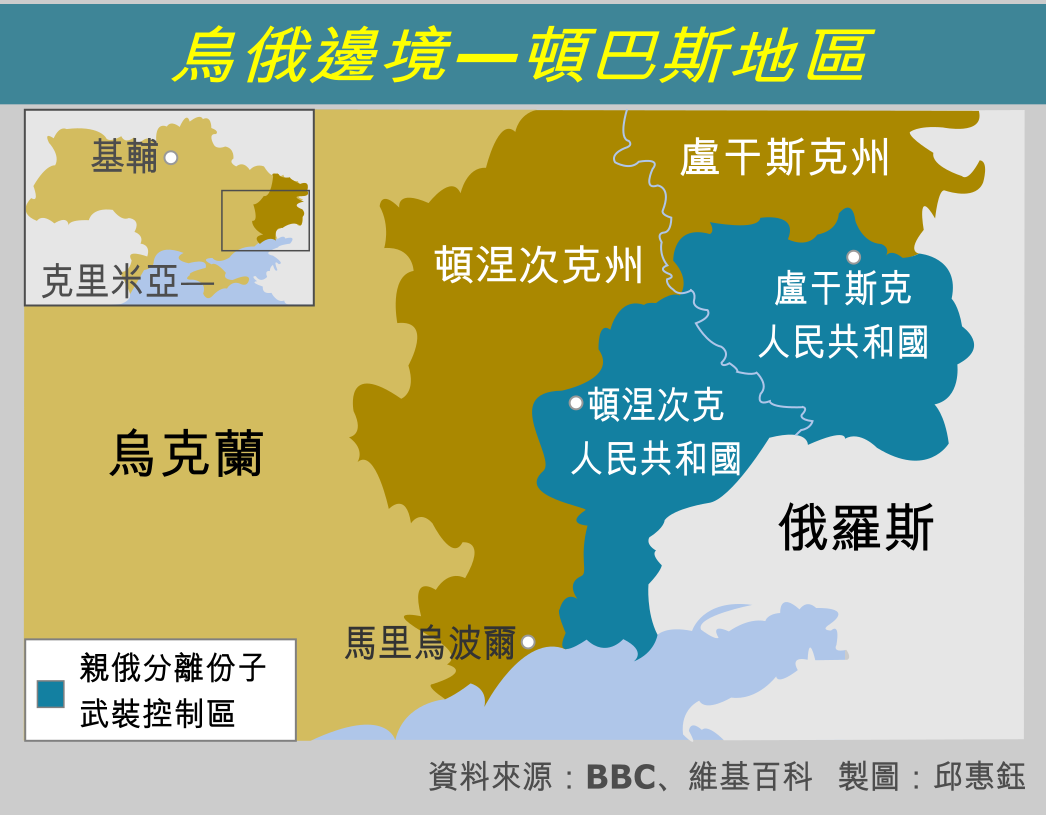 烏俄邊境—頓巴斯地區
基輔
克里米亞—
盧干斯克州
頓涅次克州
盧干斯克
人民共和國
頓涅次克
人民共和國
烏克蘭
俄羅斯
馬里烏波爾
親俄分離份子
武裝控制區
資料來源：BBC、維基百科 製圖：邱惠鈺